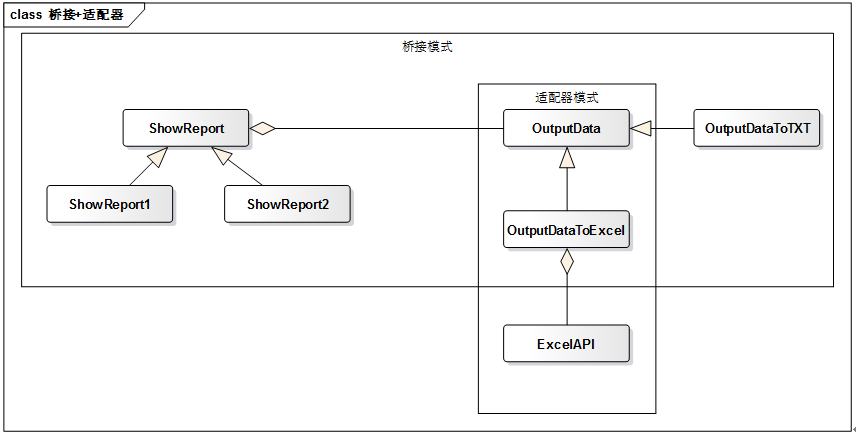 class 桥接+适配器
桥接模式
适配器模式
ShowReport
OutputData
OutputDataToTXT
ShowReport1
ShowReport2
OutputDataToExcel
ExcelAPI